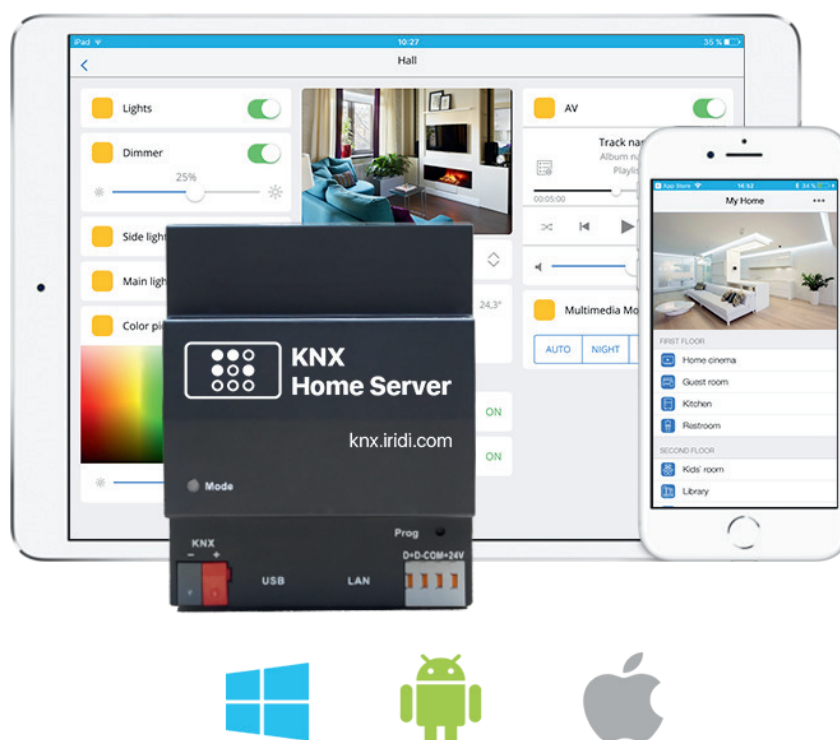 iPad
10:27
35 %
Hall
Lights
Dimmer
25%
Side light
Main light
Color pi
24,3°
ON
ON
AV
Track na
Album na
Playlis
00:05:00
Multimedia Mo
AUTO NIGHT
KNX
Home Server
knx.iridi.com
Mode
Prog
KNX
- +
D+D-COM+24V
USB LAN
App Store
14:53
34 %
My Home
FIRST FLOOR
Home cinema
Guest room
Kitchen
Restroom
SECOND FLOOR
Kids' room
Library